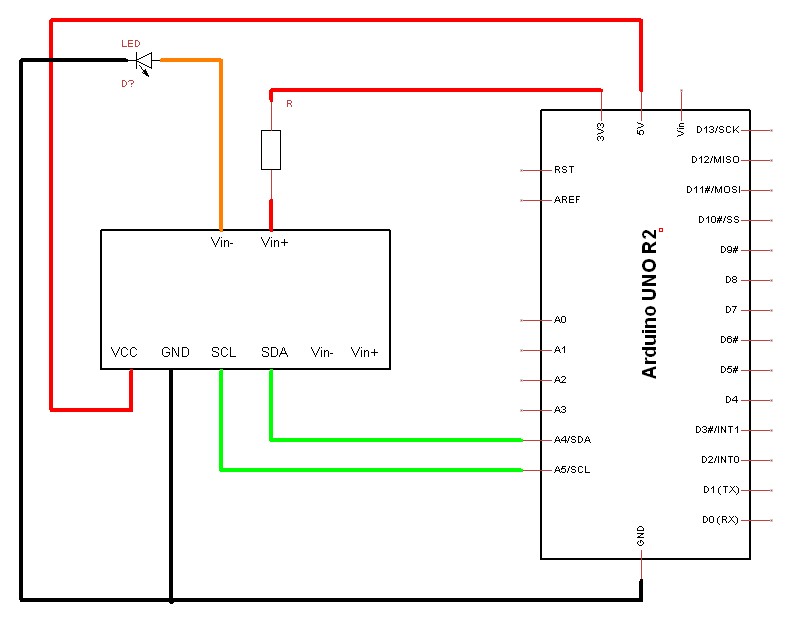 LED
D?
R
Vin-
Vin+
VCC
GND
SCL
SDA
Vin-
Vin+
3V3
5V
Vin
RST
AREF
A0
A1
A2
A3
A4/SDA
A5/SCL
Arduino UNO R2
D13/SCK
D12/MISO
D11#/MOSI
D10#/SS
D9#
D8
D7
D6#
D5#
D4
D3#/INT1
D2/INT0
D1(TX)
D0(RX)
GND